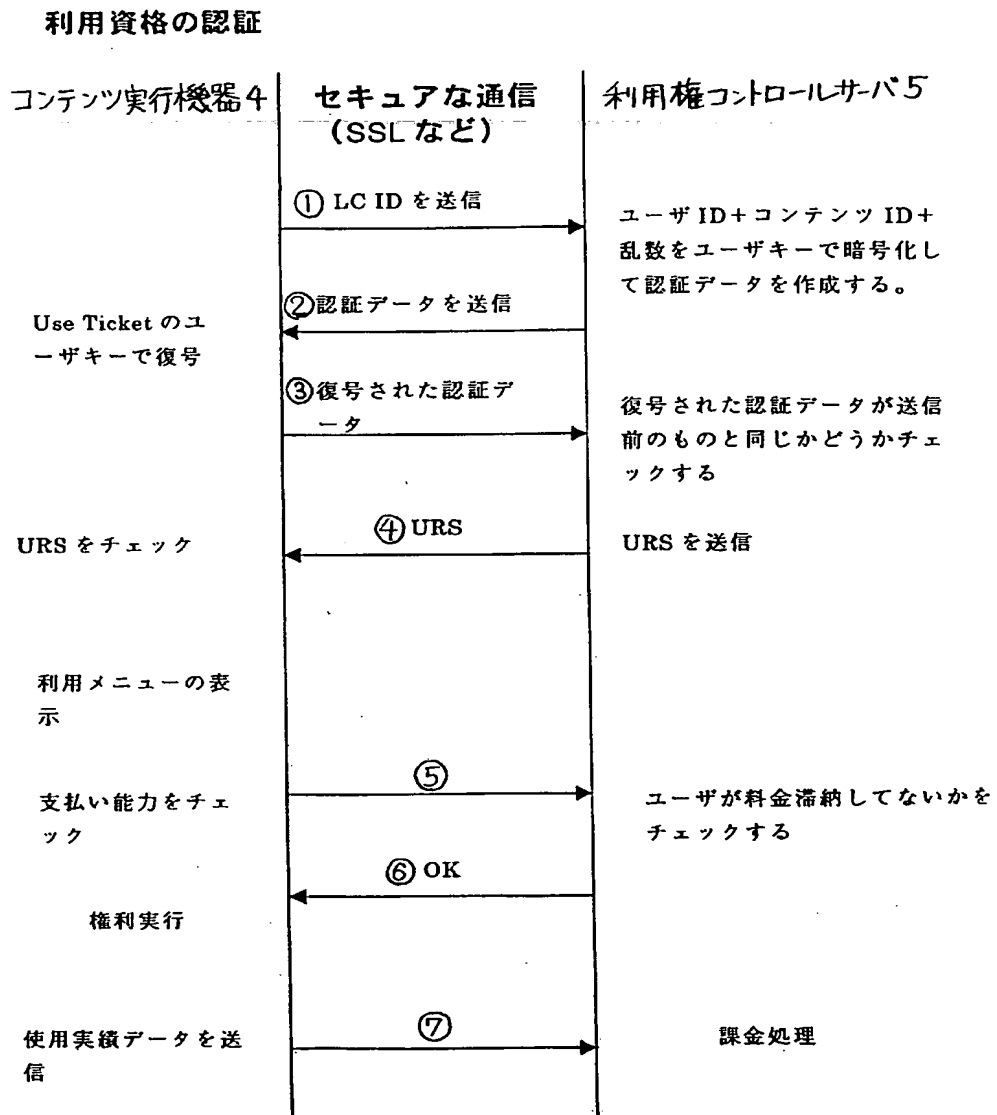 利用資格の認証
コンテンツ実行機器4
セキュアな通信
(SSLなど)
利用権コントロールサーバ5
① LC ID を送信
ユーザ ID+コンテンツ ID+
乱数をユーザキーで暗号化し
て認証データを作成する。
②認証データを送信
Use Ticket のユ
ーザキーで復号
③復号された認証デ
ータ
復号された認証データが送信
前のものと同じかどうかチェ
ックする
④ URS
URS をチェック
URS を送信
利用メニューの表
示
⑤
支払い能力をチェ
ック
ユーザが料金滞納してないかを
チェックする
⑥ OK
権利実行
使用実績データを送
信
⑦
課金処理